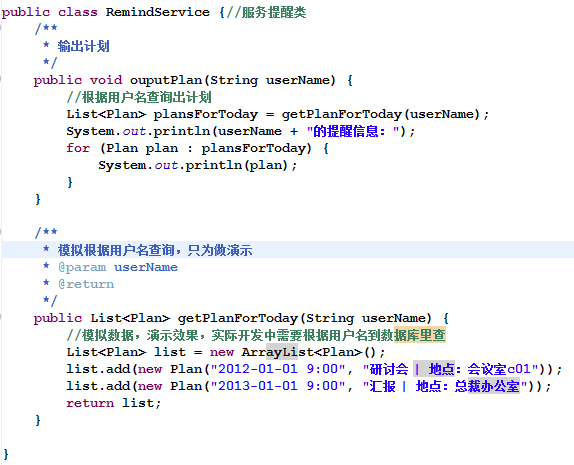 public class RemindService {//服务提醒类
    /**
     * 输出计划
     */
    public void ouputPlan(String userName) {
        //根据用户名查询出计划
        List<Plan> plansForToday = getPlanForToday(userName);
        System.out.println(userName + "的提醒信息：");
        for (Plan plan : plansForToday) {
            System.out.println(plan);
        }
    }

    /**
     * 模拟根据用户名查询，只为做演示
     * @param userName
     * @return
     */
    public List<Plan> getPlanForToday(String userName) {
        //模拟数据，演示效果，实际开发中需要根据用户名到数据库里查
        List<Plan> list = new ArrayList<Plan>();
        list.add(new Plan("2012-01-01 9:00", "研讨会 | 地点：会议室c01"));
        list.add(new Plan("2013-01-01 9:00", "汇报 | 地点：总裁办公室"));
        return list;
    }

}